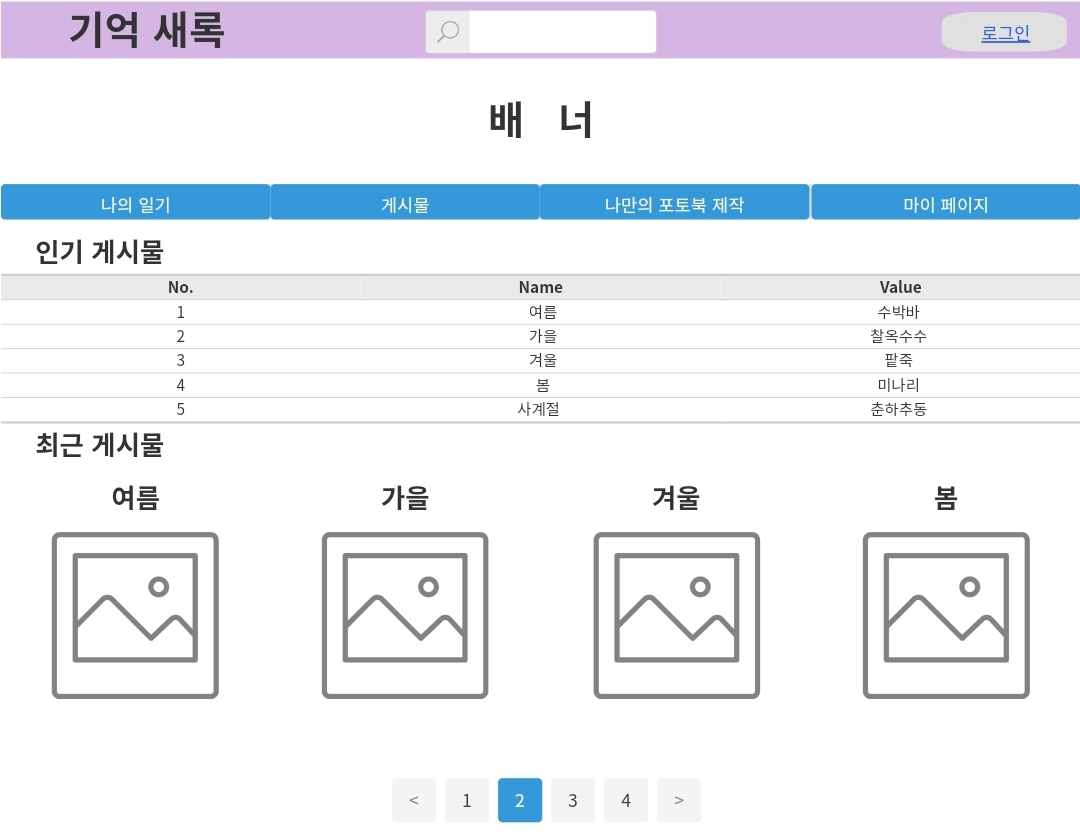 기억 새록
로그인
배 너
나의 일기 게시물 나만의 포토북 제작 마이 페이지
인기 게시물
No. Name Value
1 여름 수박바
2 가을 찰옥수수
3 겨울 팥죽
4 봄 미나리
5 사계절 춘하추동
최근 게시물
여름 가을 겨울 봄
< 1 2 3 4 >